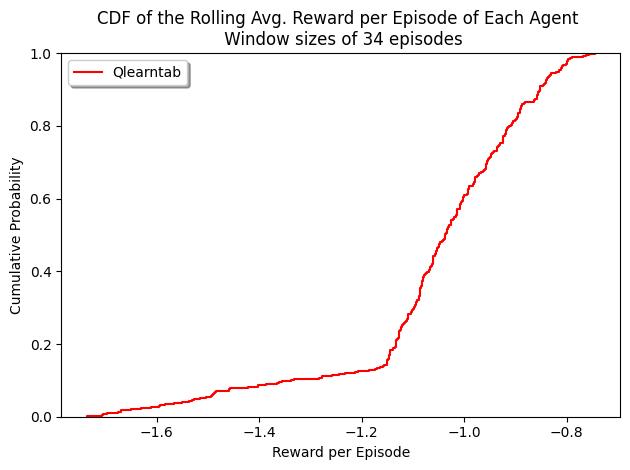 CDF of the Rolling Avg. Reward per Episode of Each Agent
Window sizes of 34 episodes
Qlearntab
Cumulative Probability
1.0
0.8
0.6
0.4
0.2
0.0
−1.6 −1.4 −1.2 −1.0 −0.8
Reward per Episode